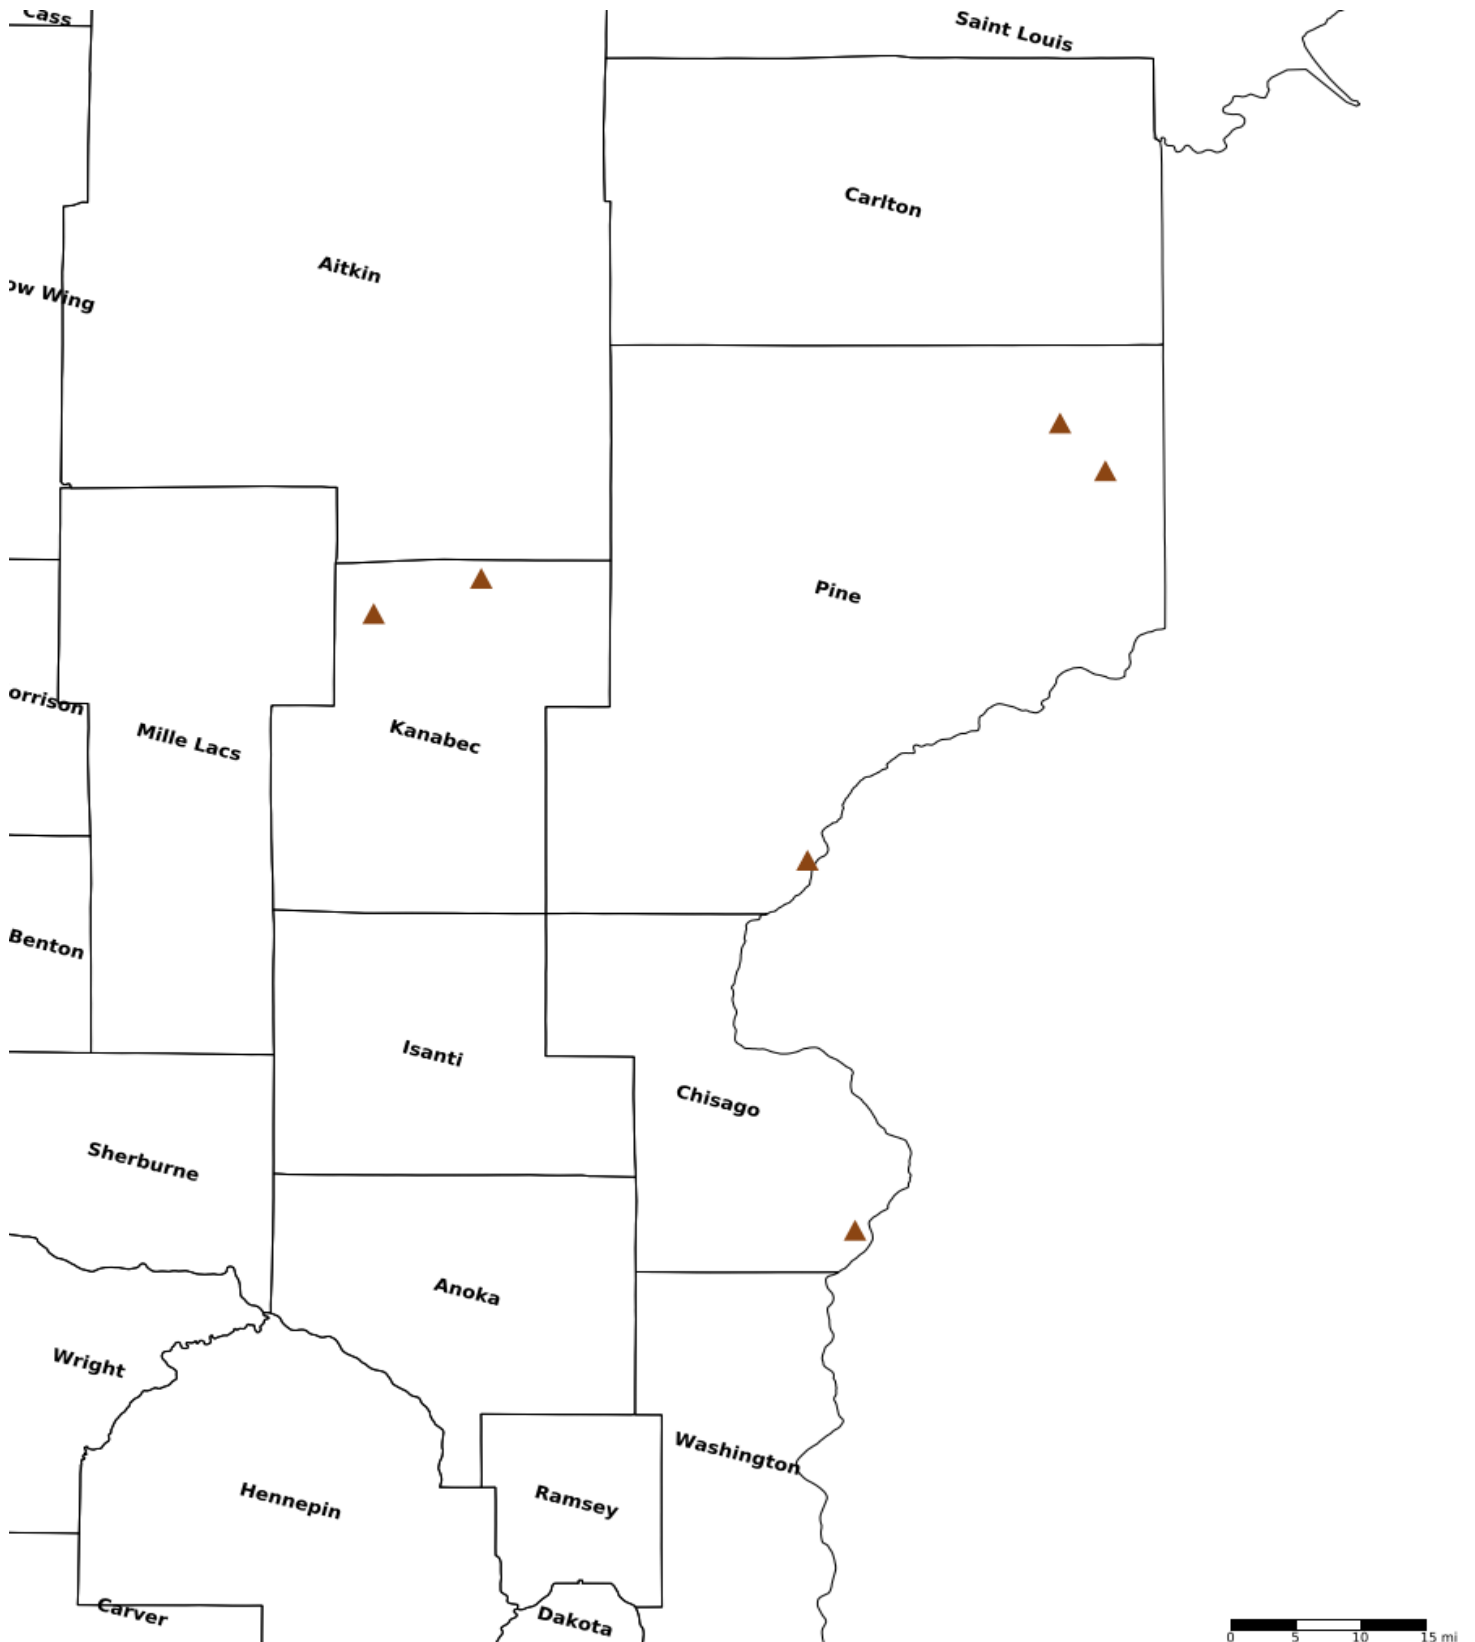 Cass
Saint Louis
Carlton
Aitkin
ow Wing
Pine
orrison
Mille Lacs
Kanabec
Benton
Isanti
Chisago
Sherburne
Anoka
Wright
Washington
Hennepin
Ramsey
Carver
Dakota
0 5 10 15 mi